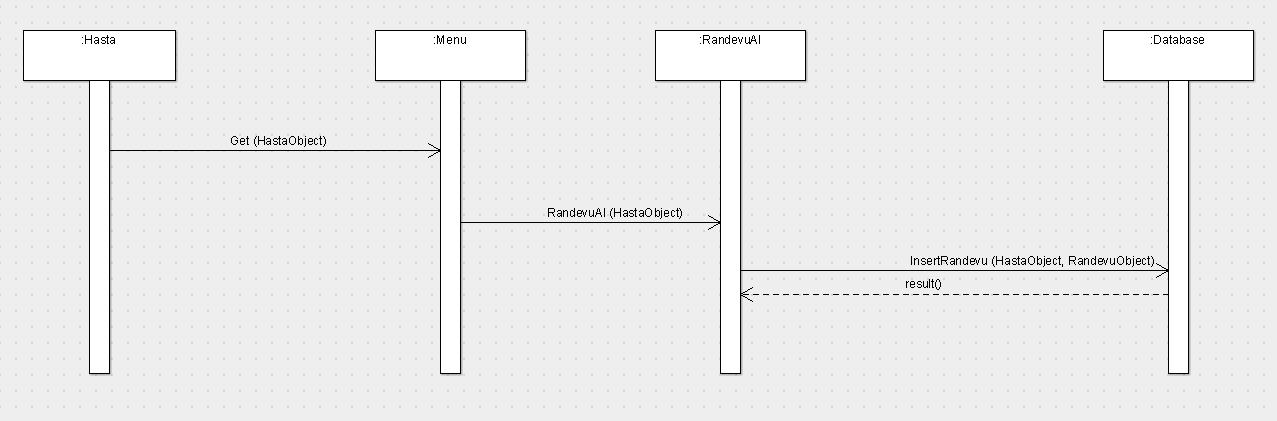 :Hasta
:Menu
:RandevuAl
:Database
Get (HastaObject)
RandevuAl (HastaObject)
InsertRandevu (HastaObject, RandevuObject)
result()